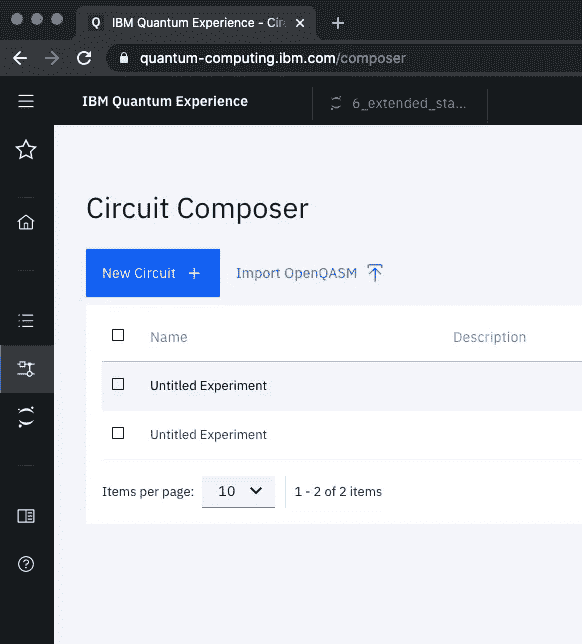 Q IBM Quantum Experience - Cir
quantum-computing.ibm.com/composer
IBM Quantum Experience 6_extended_sta...
Circuit Composer
New Circuit + Import OpenQASM
Name Description
Untitled Experiment
Untitled Experiment
Items per page: 10 1 - 2 of 2 items